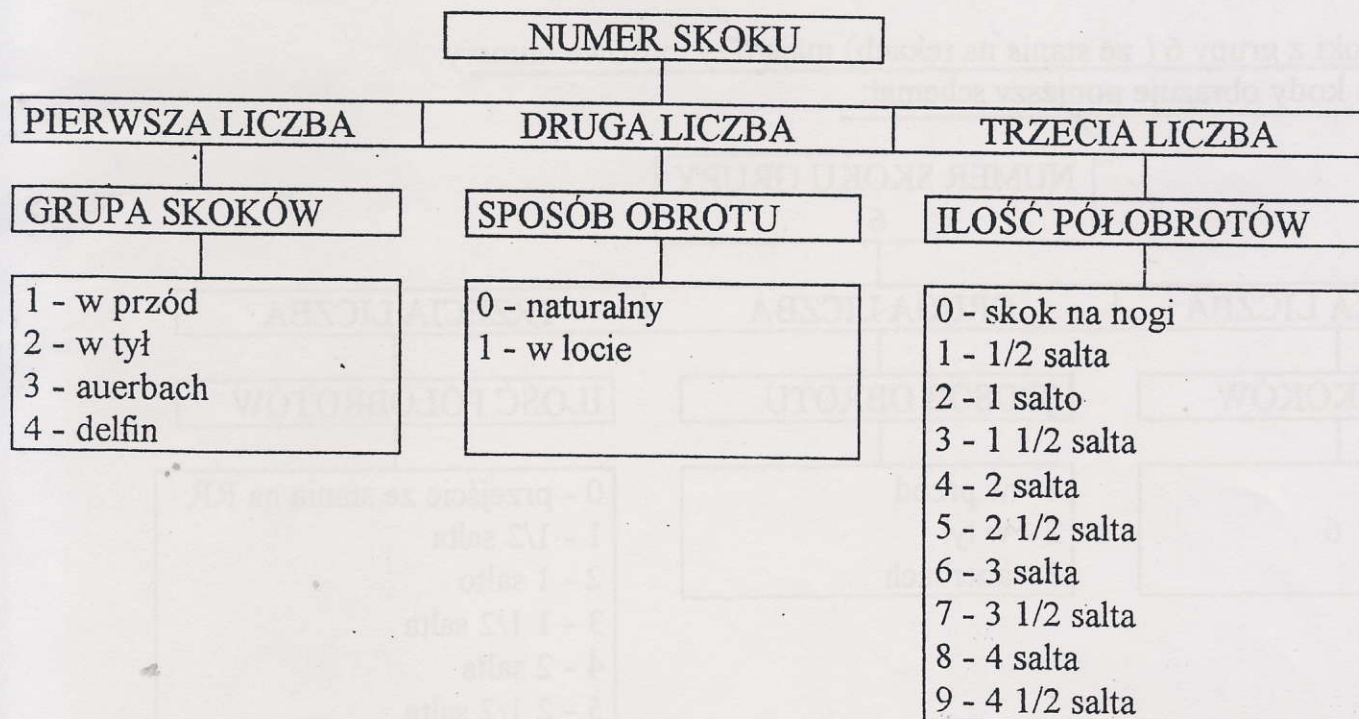 NUMER SKOKU
PIERWSZA LICZBA
DRUGA LICZBA
TRZECIA LICZBA
GRUPA SKOKÓW
SPOSÓB OBROTU
ILOŚĆ PÓŁOBROTÓW
1 - w przód
2 - w tył
3 - auerbach
4 - delfin
0 - naturalny
1 - w locie
0 - skok na nogi
1 - 1/2 salta
2 - 1 salto
3 - 1 1/2 salta
4 - 2 salta
5 - 2 1/2 salta
6 - 3 salta
7 - 3 1/2 salta
8 - 4 salta
9 - 4 1/2 salta